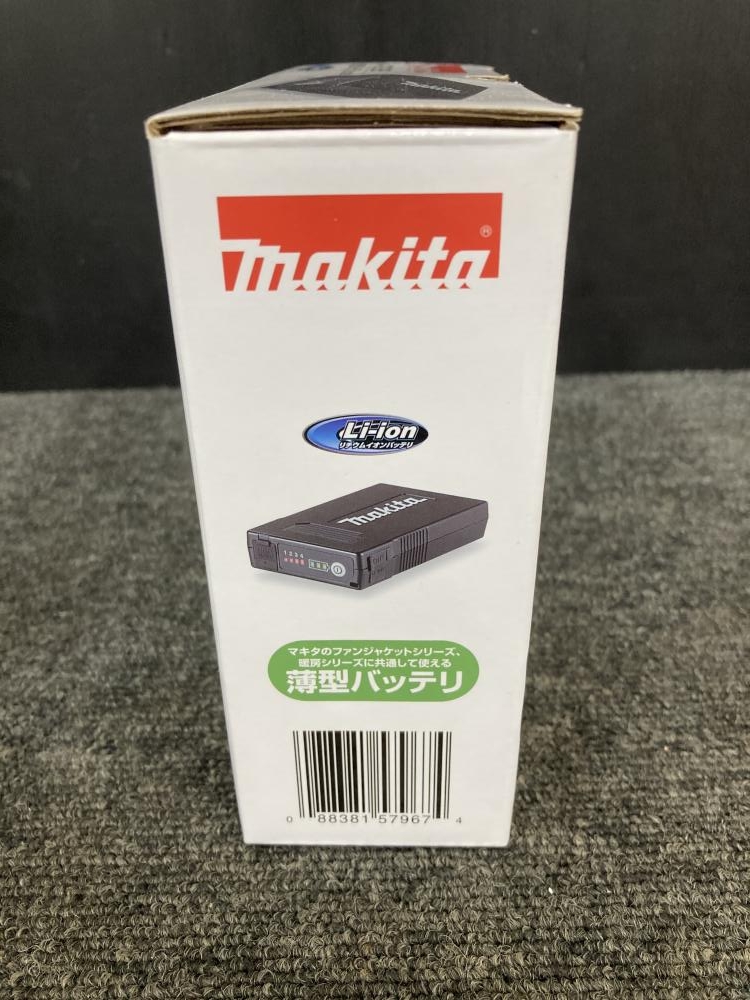 makita
makita®
Li-ion
リチウムイオンバッテリ
makita
1 2 3 4
マキタのファンジャケットシリーズ、
暖房シリーズに共通して使える
薄型バッテリ
0 88381 57967 4